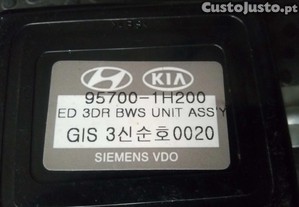 CustoJusto.pt
HYUNDAI KIA
95700-1H200
ED 3DR BWS UNIT ASS'Y
GIS 3신순호0020
SIEMENS VDO